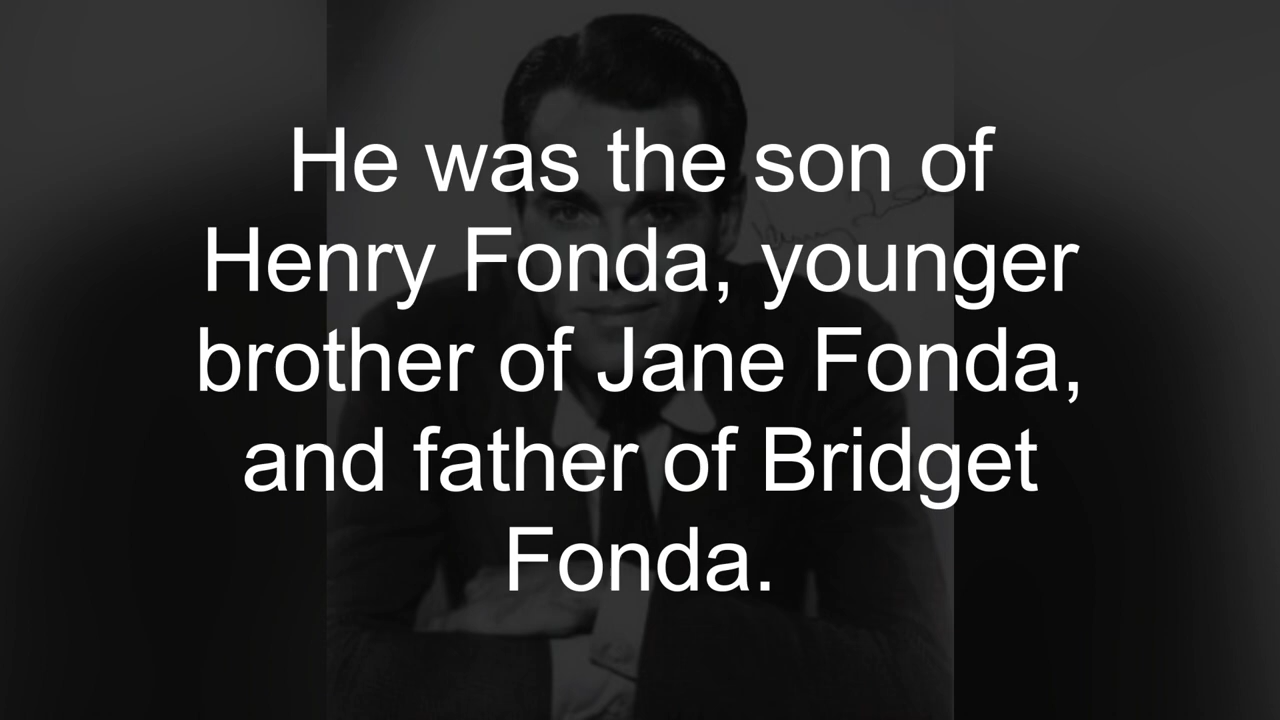 He was the son of
Henry Fonda, younger
brother of Jane Fonda,
and father of Bridget
Fonda.